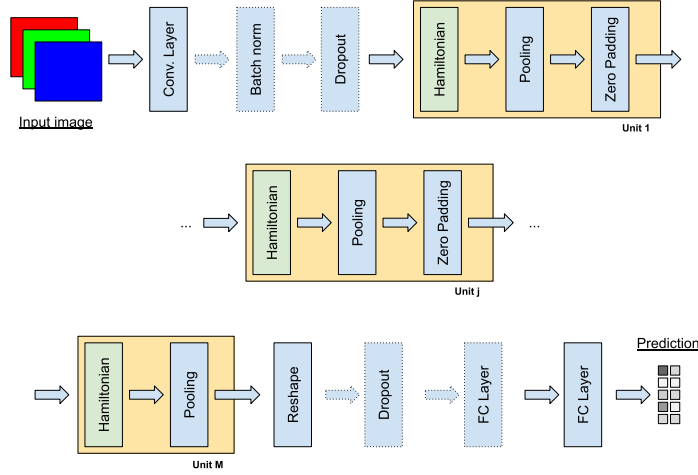 Input image
Conv. Layer
Batch norm
Dropout
Hamiltonian
Pooling
Zero Padding
Unit 1
...
Hamiltonian
Pooling
Zero Padding
...
Unit j
Hamiltonian
Pooling
Unit M
Reshape
Dropout
FC Layer
FC Layer
Prediction